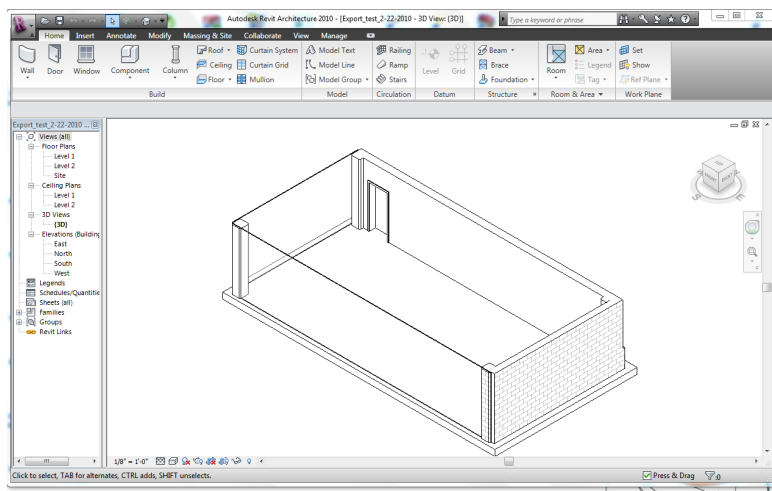 Autodesk Revit Architecture 2010 - [Export_test_2-22-2010 - 3D View: {3D}]
Type a keyword or phrase
Home Insert Annotate Modify Massing & Site Collaborate View Manage
Wall Door Window Component Column
Roof Curtain System
Ceiling Curtain Grid
Floor Mullion
Model Text
Model Line
Model Group
Railing
Ramp
Stairs
Level Grid
Beam
Brace
Foundation
Room
Area
Legend
Tag
Set
Show
Ref Plane
Build Model Circulation Datum Structure Room & Area Work Plane
Export_test_2-22-2010 ...
Views (all)
Floor Plans
Level 1
Level 2
Site
Ceiling Plans
Level 1
Level 2
3D Views
{3D}
Elevations (Building
East
North
South
West
Legends
Schedules/Quantitie
Sheets (all)
Families
Groups
Revit Links
TOP
FRONT RIGHT
S E
1/8" = 1'-0"
Click to select, TAB for alternates, CTRL adds, SHIFT unselects.
Press & Drag :0